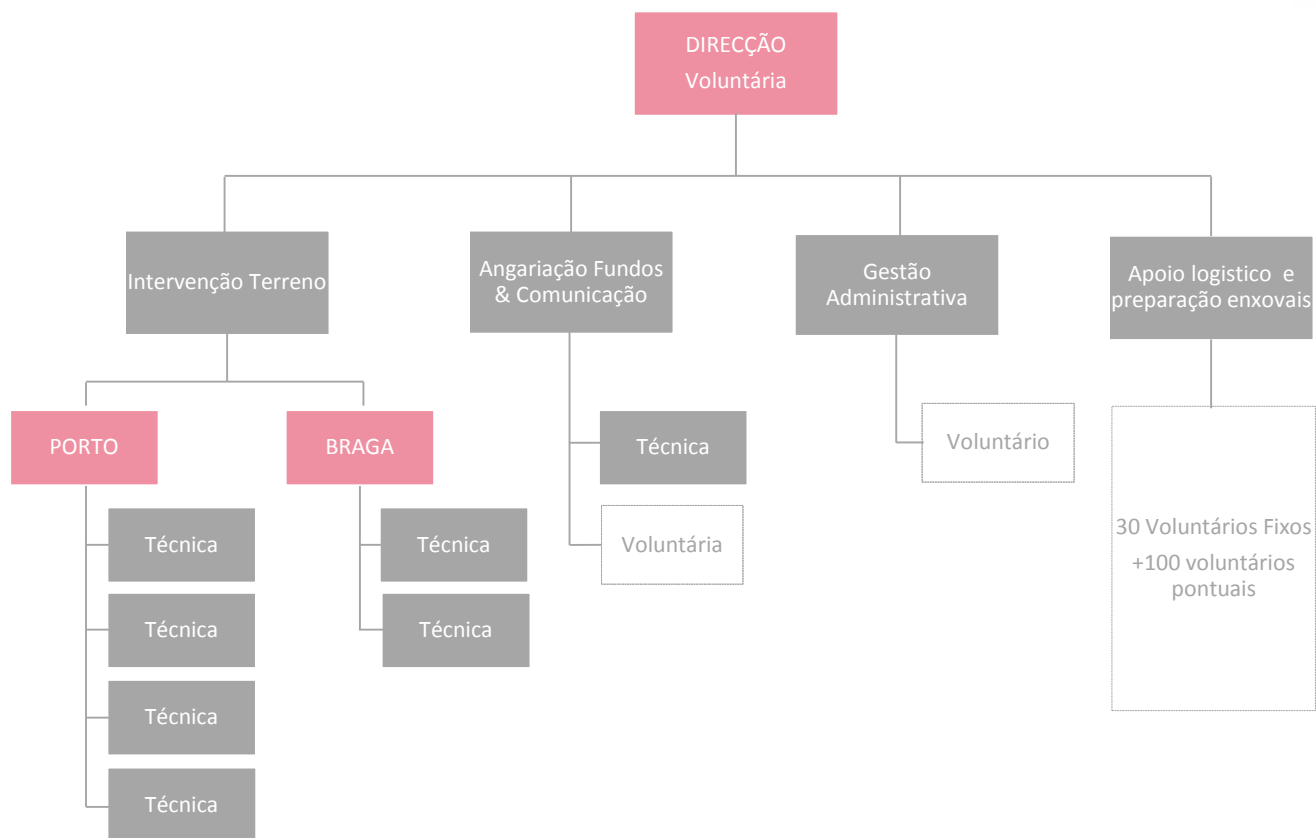 DIRECÇÃO
Voluntária
Intervenção Terreno
Angariação Fundos
& Comunicação
Gestão
Administrativa
Apoio logistico e
preparação enxovais
PORTO
BRAGA
Técnica
Voluntário
Voluntária
30 Voluntários Fixos
+100 voluntários
pontuais
Técnica
Técnica
Técnica
Técnica
Técnica
Técnica